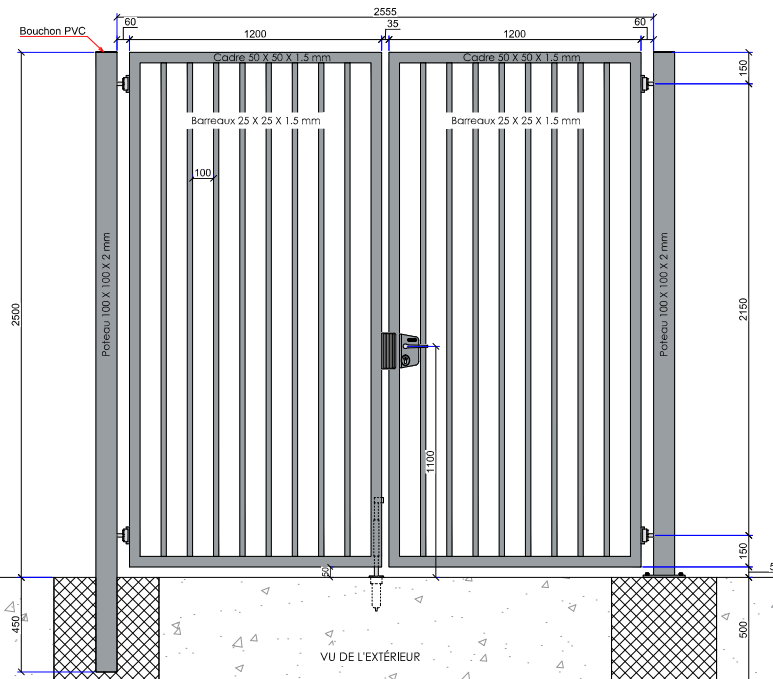 2555
60
35
60
Bouchon PVC
1200
1200
Cadre 50 X 50 X 1.5 mm
Cadre 50 X 50 X 1.5 mm
150
Barreaux 25 X 25 X 1.5 mm
Barreaux 25 X 25 X 1.5 mm
100
Poteau 100 X 100 X 2 mm
Poteau 100 X 100 X 2 mm
2500
2150
1100
150
50
450
500
VU DE L'EXTÉRIEUR